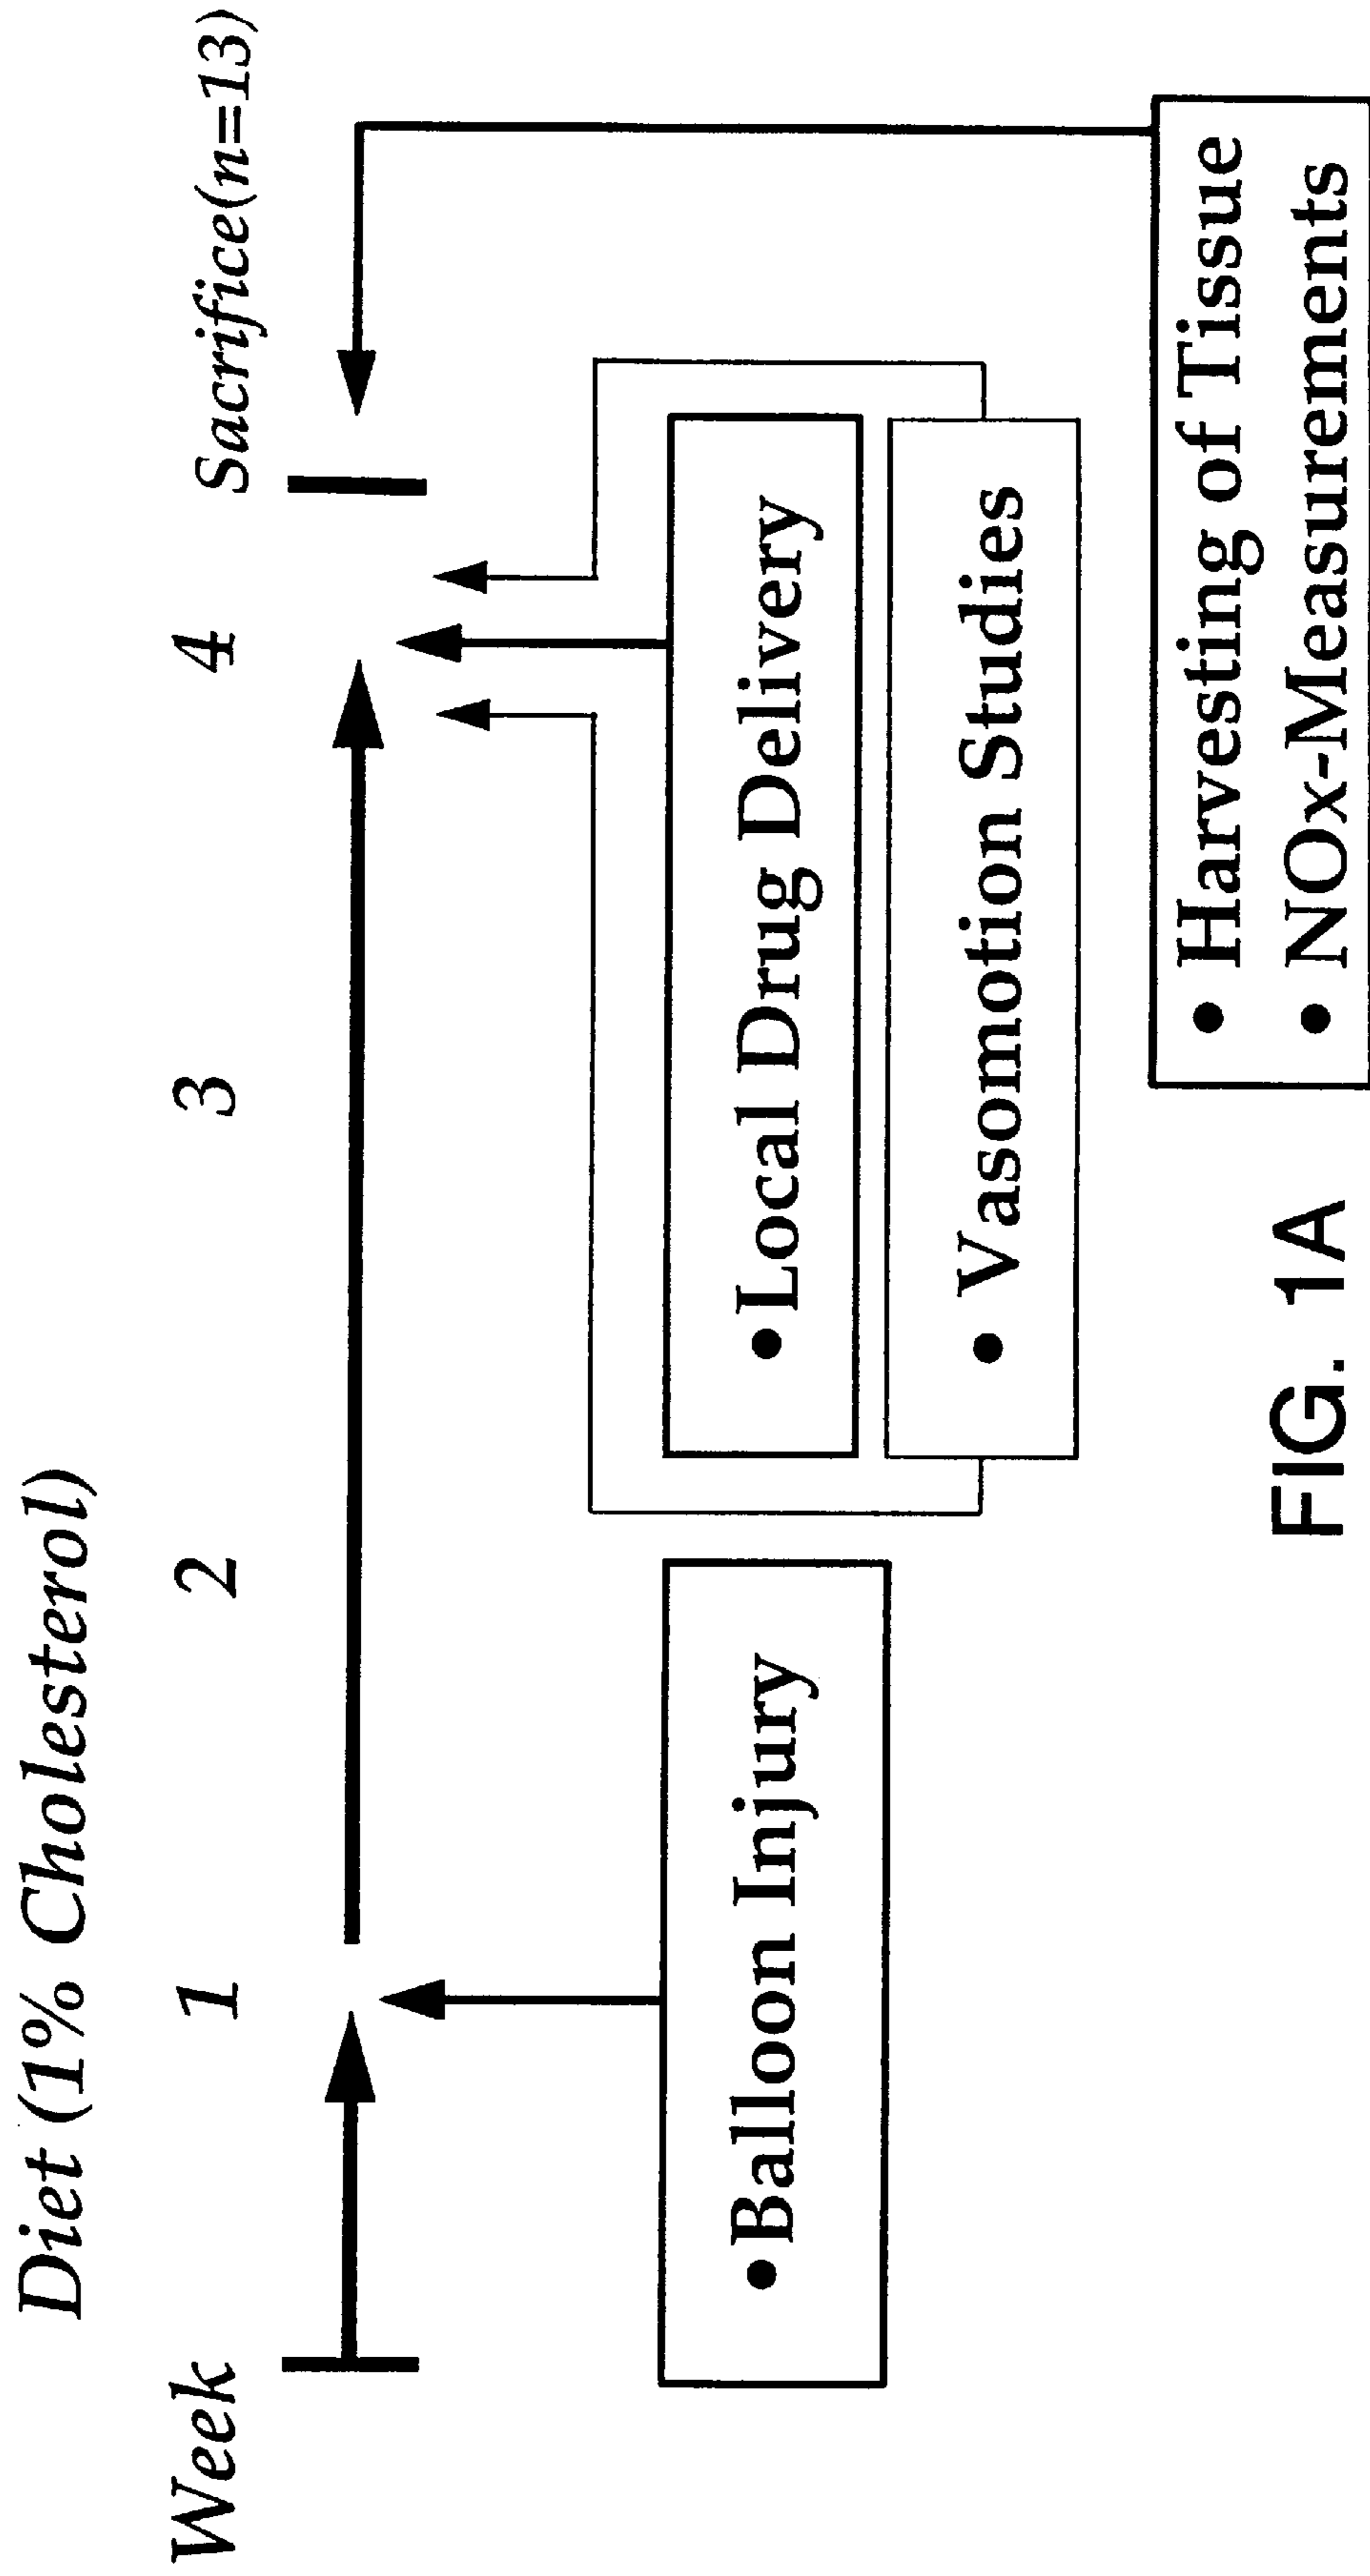 Diet (1% Cholesterol)
Week 1 2 3 4 Sacrifice(n=13)
• Balloon Injury
• Local Drug Delivery
• Vasomotion Studies
• Harvesting of Tissue
• NOx-Measurements
FIG. 1A